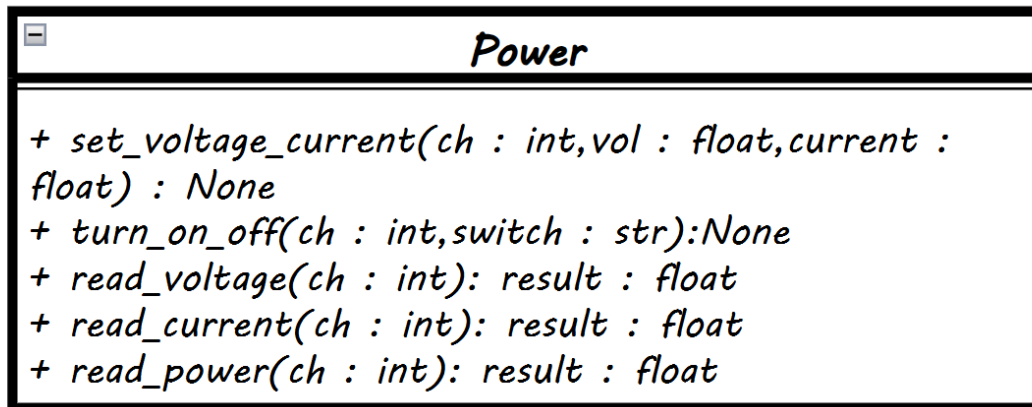 Power
+ set_voltage_current(ch : int,vol : float,current :
float) : None
+ turn_on_off(ch : int,switch : str):None
+ read_voltage(ch : int): result : float
+ read_current(ch : int): result : float
+ read_power(ch : int): result : float